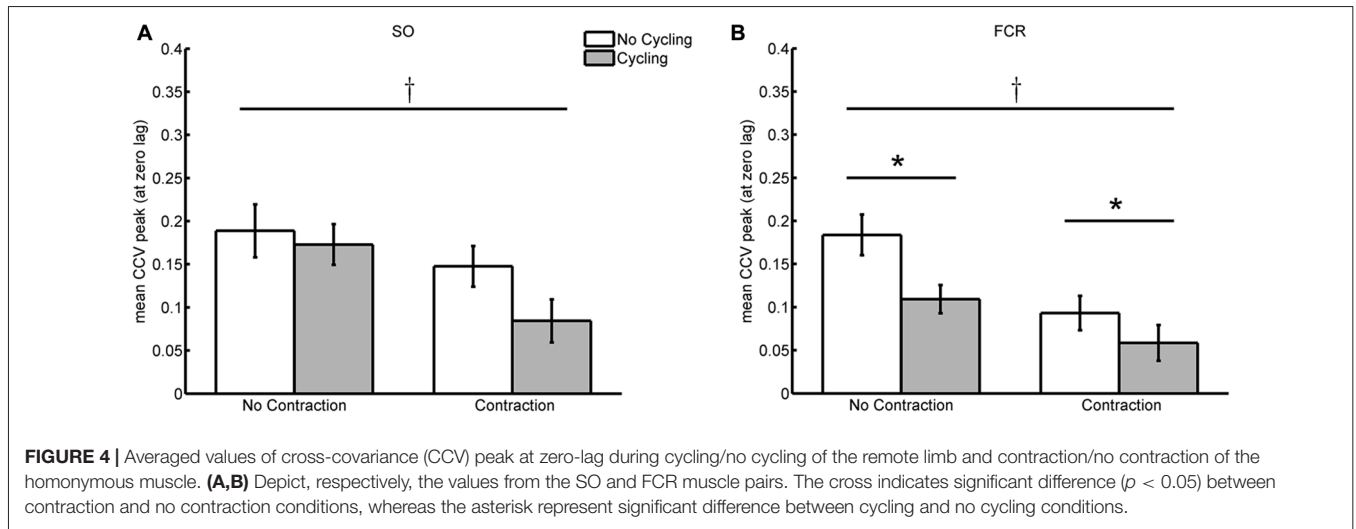 A
SO
No Cycling
Cycling
†
mean CCV peak (at zero lag)
0.4
0.35
0.3
0.25
0.2
0.15
0.1
0.05
0
No Contraction
Contraction
B
FCR
†
*
*
mean CCV peak (at zero lag)
0.4
0.35
0.3
0.25
0.2
0.15
0.1
0.05
0
No Contraction
Contraction
FIGURE 4 | Averaged values of cross-covariance (CCV) peak at zero-lag during cycling/no cycling of the remote limb and contraction/no contraction of the
homonymous muscle. (A,B) Depict, respectively, the values from the SO and FCR muscle pairs. The cross indicates significant difference (p < 0.05) between
contraction and no contraction conditions, whereas the asterisk represent significant difference between cycling and no cycling conditions.